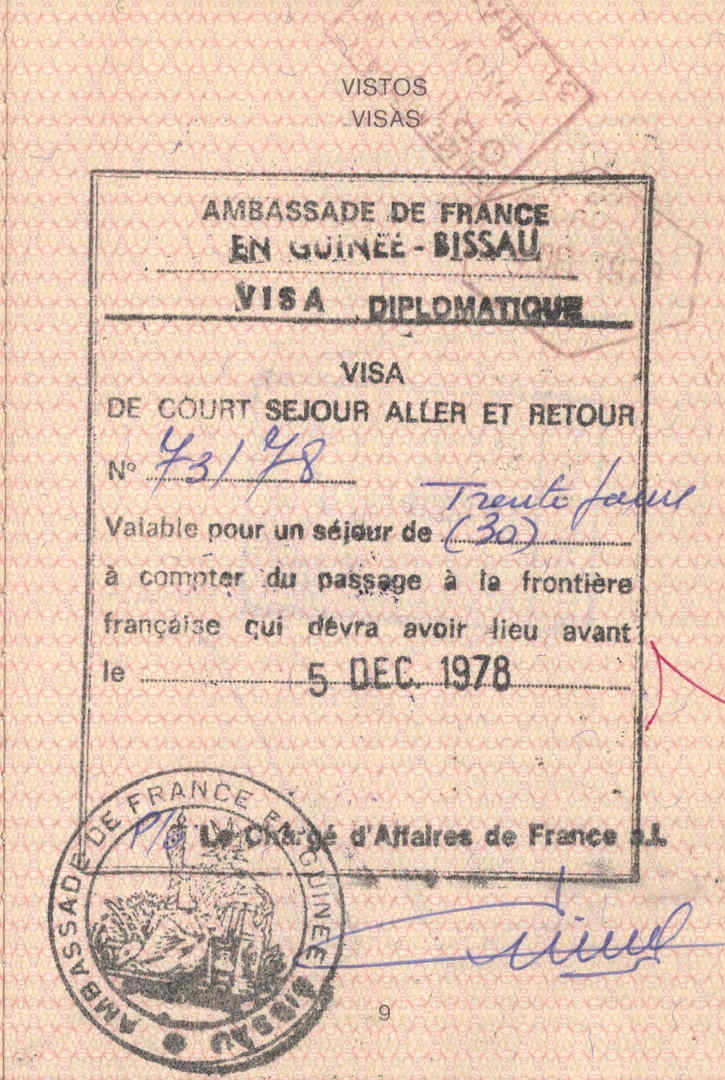 VISTOS
VISAS
AMBASSADE DE FRANCE
EN GUINÉE-BISSAU
VISA DIPLOMATIQUE
VISA
DE COURT SEJOUR ALLER ET RETOUR
N° 73/78
Trente jours
Valable pour un séjour de (30)
à compter du passage à la frontière
française qui devra avoir lieu avant
le 5 DEC. 1978
P/o Le Chargé d'Affaires de France a.i.
AMBASSADE DE FRANCE EN GUINÉE BISSAU
9